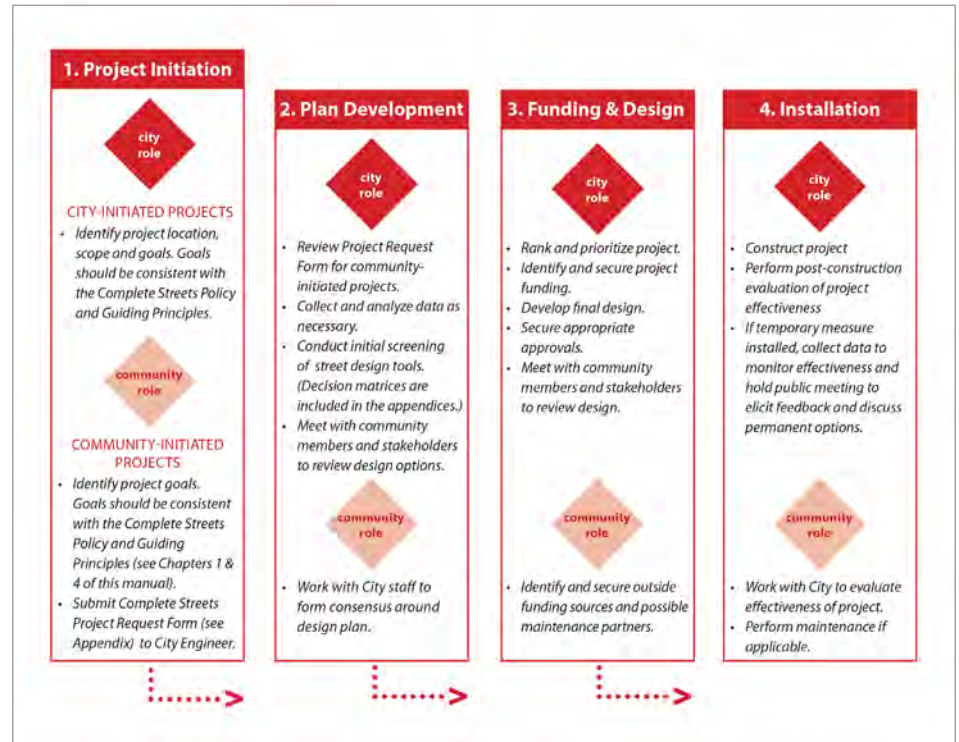 1. Project Initiation
city
role
CITY-INITIATED PROJECTS
• Identify project location,
scope and goals. Goals
should be consistent with
the Complete Streets Policy
and Guiding Principles.
community
role
COMMUNITY-INITIATED
PROJECTS
• Identify project goals.
Goals should be consistent
with the Complete Streets
Policy and Guiding
Principles (see Chapters 1 &
4 of this manual).
• Submit Complete Streets
Project Request Form (see
Appendix) to City Engineer.
2. Plan Development
city
role
• Review Project Request
Form for community-
initiated projects.
• Collect and analyze data as
necessary.
• Conduct initial screening
of street design tools.
(Decision matrices are
included in the appendices.)
• Meet with community
members and stakeholders
to review design options.
community
role
• Work with City staff to
form consensus around
design plan.
3. Funding & Design
city
role
• Rank and prioritize project.
• Identify and secure project
funding.
• Develop final design.
• Secure appropriate
approvals.
• Meet with community
members and stakeholders
to review design.
community
role
• Identify and secure outside
funding sources and possible
maintenance partners.
4. Installation
city
role
• Construct project
• Perform post-construction
evaluation of project
effectiveness
• If temporary measure
installed, collect data to
monitor effectiveness and
hold public meeting to
elicit feedback and discuss
permanent options.
community
role
• Work with City to evaluate
effectiveness of project.
• Perform maintenance if
applicable.